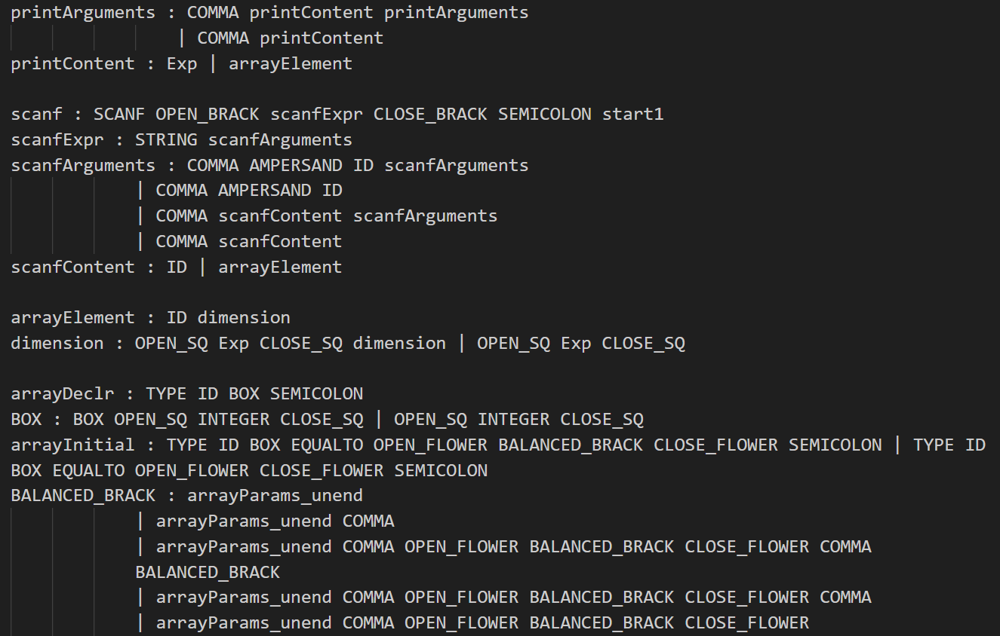 printArguments : COMMA printContent printArguments
| COMMA printContent
printContent : Exp | arrayElement
scanf : SCANF OPEN_BRACK scanfExpr CLOSE_BRACK SEMICOLON start1
scanfExpr : STRING scanfArguments
scanfArguments : COMMA AMPERSAND ID scanfArguments
| COMMA AMPERSAND ID
| COMMA scanfContent scanfArguments
| COMMA scanfContent
scanfContent : ID | arrayElement
arrayElement : ID dimension
dimension : OPEN_SQ Exp CLOSE_SQ dimension | OPEN_SQ Exp CLOSE_SQ
arrayDeclr : TYPE ID BOX SEMICOLON
BOX : BOX OPEN_SQ INTEGER CLOSE_SQ | OPEN_SQ INTEGER CLOSE_SQ
arrayInitial : TYPE ID BOX EQUALTO OPEN_FLOWER BALANCED_BRACK CLOSE_FLOWER SEMICOLON | TYPE ID
BOX EQUALTO OPEN_FLOWER CLOSE_FLOWER SEMICOLON
BALANCED_BRACK : arrayParams_unend
| arrayParams_unend COMMA
| arrayParams_unend COMMA OPEN_FLOWER BALANCED_BRACK CLOSE_FLOWER COMMA
BALANCED_BRACK
| arrayParams_unend COMMA OPEN_FLOWER BALANCED_BRACK CLOSE_FLOWER COMMA
| arrayParams_unend COMMA OPEN_FLOWER BALANCED_BRACK CLOSE_FLOWER